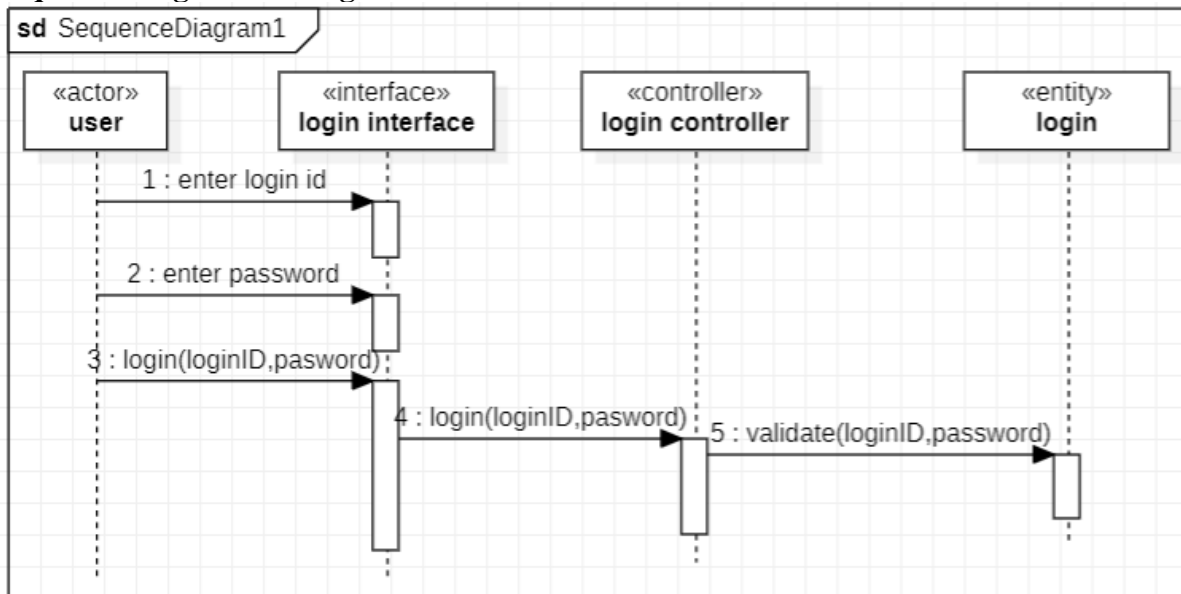 sd SequenceDiagram1
«actor»
user
«interface»
login interface
«controller»
login controller
«entity»
login
1 : enter login id
2 : enter password
3 : login(loginID,pasword)
4 : login(loginID,pasword)
5 : validate(loginID,password)